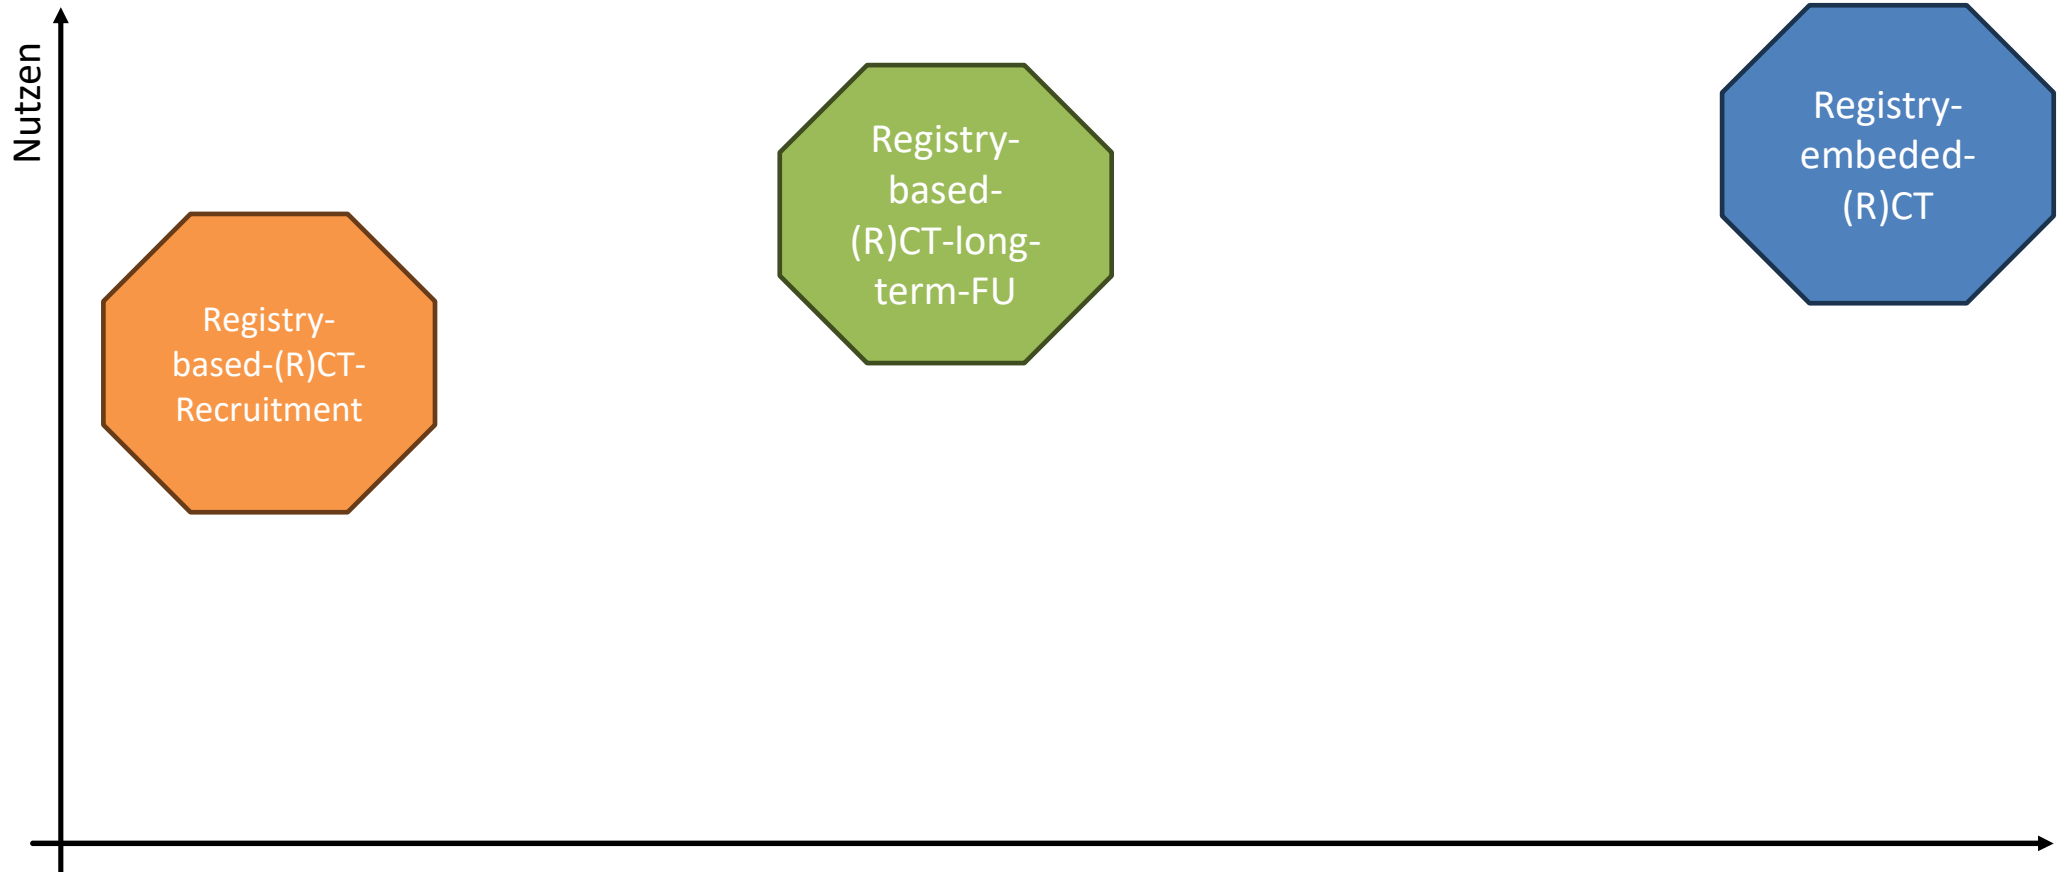 Nutzen
Registry-
based-(R)CT-
Recruitment
Registry-
based-
(R)CT-long-
term-FU
Registry-
embeded-
(R)CT